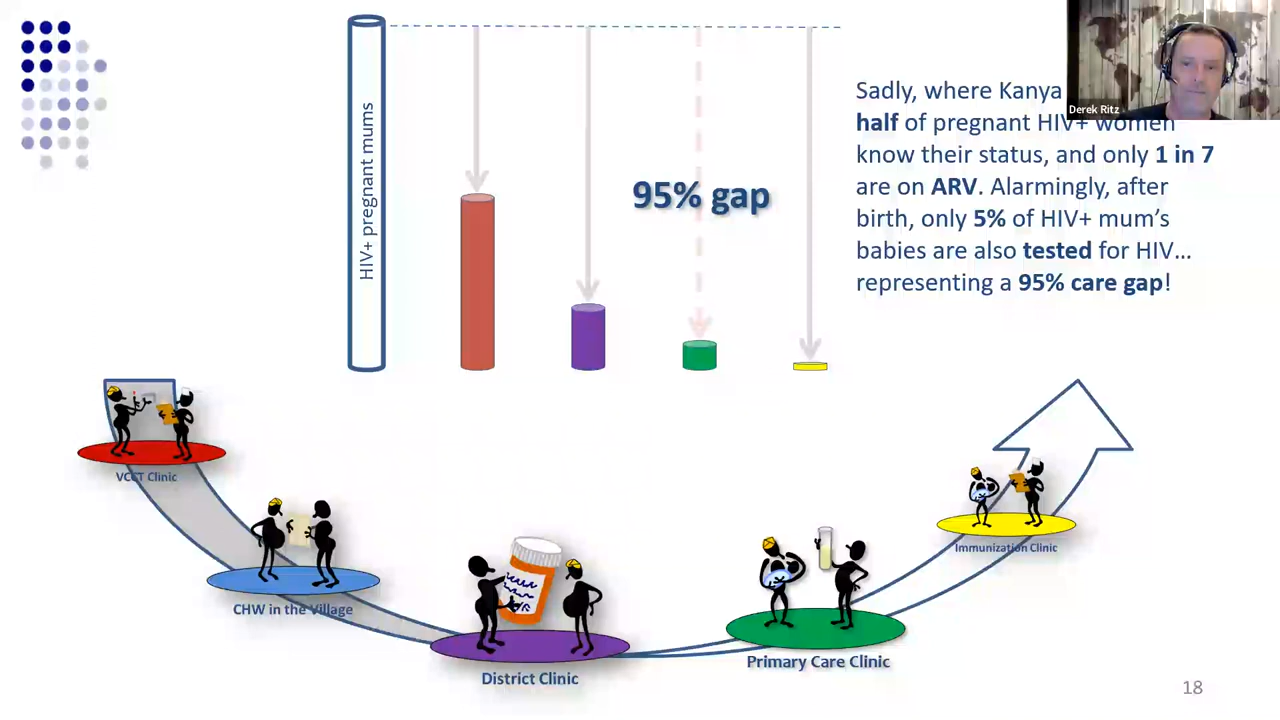 HIV+ pregnant mums
95% gap
Sadly, where Kanya
half of pregnant HIV+ women
know their status, and only 1 in 7
are on ARV. Alarmingly, after
birth, only 5% of HIV+ mum's
babies are also tested for HIV...
representing a 95% care gap!
Derek Ritz
VCCT Clinic
CHW in the Village
District Clinic
Primary Care Clinic
Immunization Clinic
18